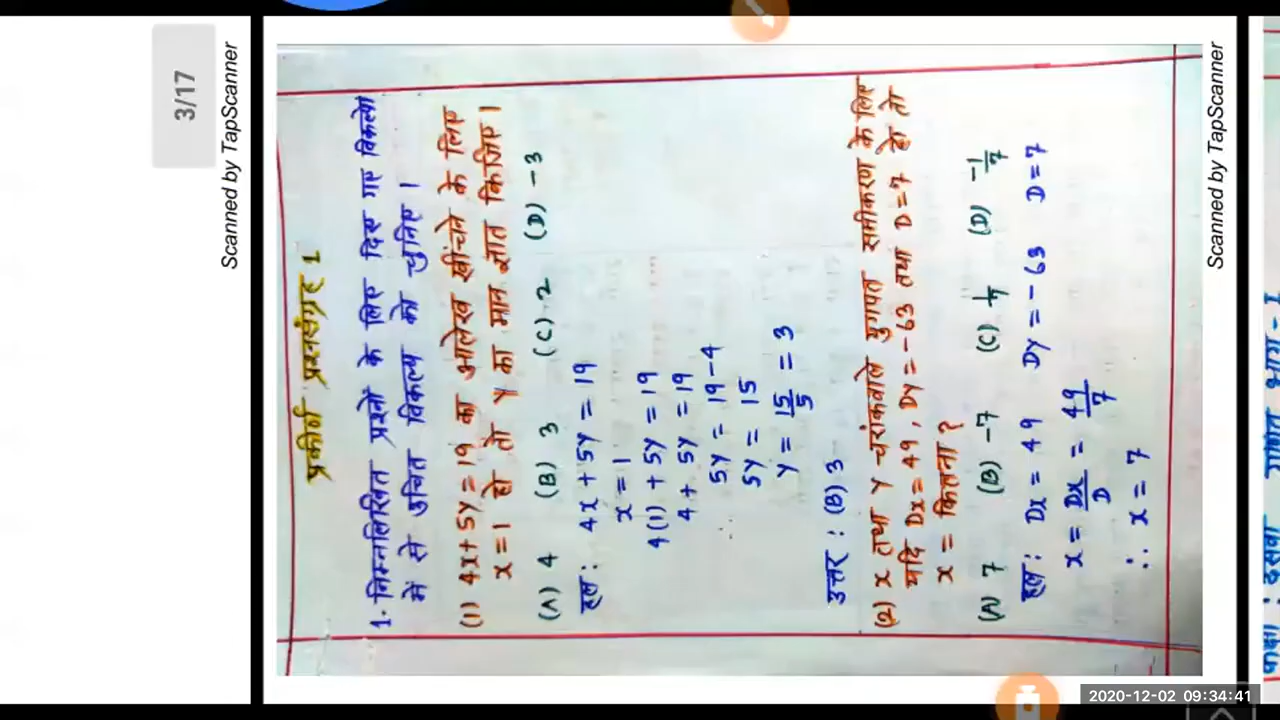 3/17
Scanned by TapScanner
प्रकीर्ण प्रश्नसंग्रह 1
1. निम्नलिखित प्रश्नों के लिए दिए गए विकल्पो
में से उचित विकल्प को चुनिए ।
(1) 4x + 5y = 19 का आलेख खींचने के लिए
x = 1 हो तो y का मान ज्ञात किजिए ।
(A) 4 (B) 3 (C) 2 (D) -3
हल : 4x + 5y = 19
x = 1
4(1) + 5y = 19
4 + 5y = 19
5y = 19 - 4
5y = 15
y = 15/5 = 3
उत्तर : (B) 3
(2) x तथा y चरांकवाले युगपत समीकरण के लिए
यदि Dx = 49, Dy = -63 तथा D = 7 हो तो
x = कितना ?
(A) 7 (B) -7 (C) 1/7 (D) -1/7
हल : Dx = 49 Dy = -63 D = 7
x = Dx/D = 49/7
∴ x = 7
Scanned by TapScanner
कक्षा : दसवी गणित भाग - I
2020-12-02 09:34:41